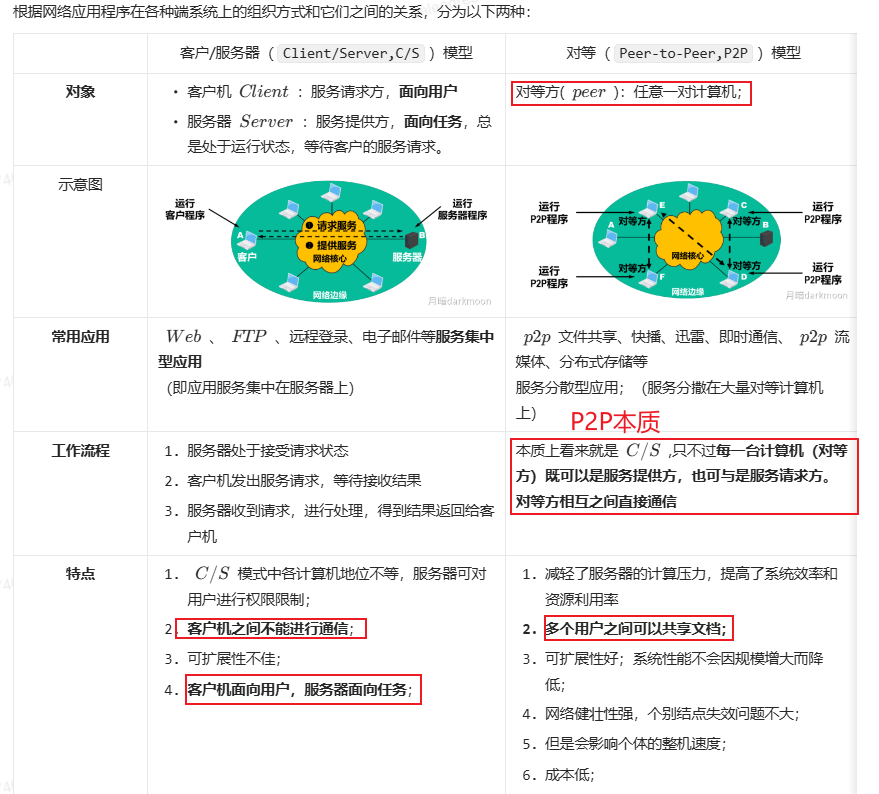 根据网络应用程序在各种端系统上的组织方式和它们之间的关系，分为以下两种：
客户/服务器（ Client/Server,C/S ）模型
对等（ Peer-to-Peer,P2P ）模型
对象
• 客户机 Client ：服务请求方，面向用户
• 服务器 Server ：服务提供方，面向任务，总
是处于运行状态，等待客户的服务请求。
对等方( peer )：任意一对计算机；
示意图
运行
客户程序
运行
服务器程序
A
客户
B
服务器
❶ 请求服务
❷ 提供服务
网络核心
网络边缘
月暗darkmoon
运行
P2P程序
运行
P2P程序
运行
P2P程序
运行
P2P程序
E
对等方
C
对等方
A
B
网络核心
对等方
F
对等方
D
网络边缘
月暗darkmoon
常用应用
Web 、 FTP 、远程登录、电子邮件等服务集中
型应用
（即应用服务集中在服务器上）
p2p 文件共享、快播、迅雷、即时通信、 p2p 流
媒体、分布式存储等
服务分散型应用；（服务分撒在大量对等计算机
上）
P2P本质
工作流程
1. 服务器处于接受请求状态
2. 客户机发出服务请求，等待接收结果
3. 服务器收到请求，进行处理，得到结果返回给客
户机
本质上看来就是 C/S ,只不过每一台计算机（对等
方）既可以是服务提供方，也可与是服务请求方。
对等方相互之间直接通信
特点
1. C/S 模式中各计算机地位不等，服务器可对
用户进行权限限制；
2. 客户机之间不能进行通信；
3. 可扩展性不佳；
4. 客户机面向用户，服务器面向任务；
1. 减轻了服务器的计算压力，提高了系统效率和
资源利用率
2. 多个用户之间可以共享文档；
3. 可扩展性好；系统性能不会因规模增大而降
低；
4. 网络健壮性强，个别结点失效问题不大；
5. 但是会影响个体的整机速度；
6. 成本低；